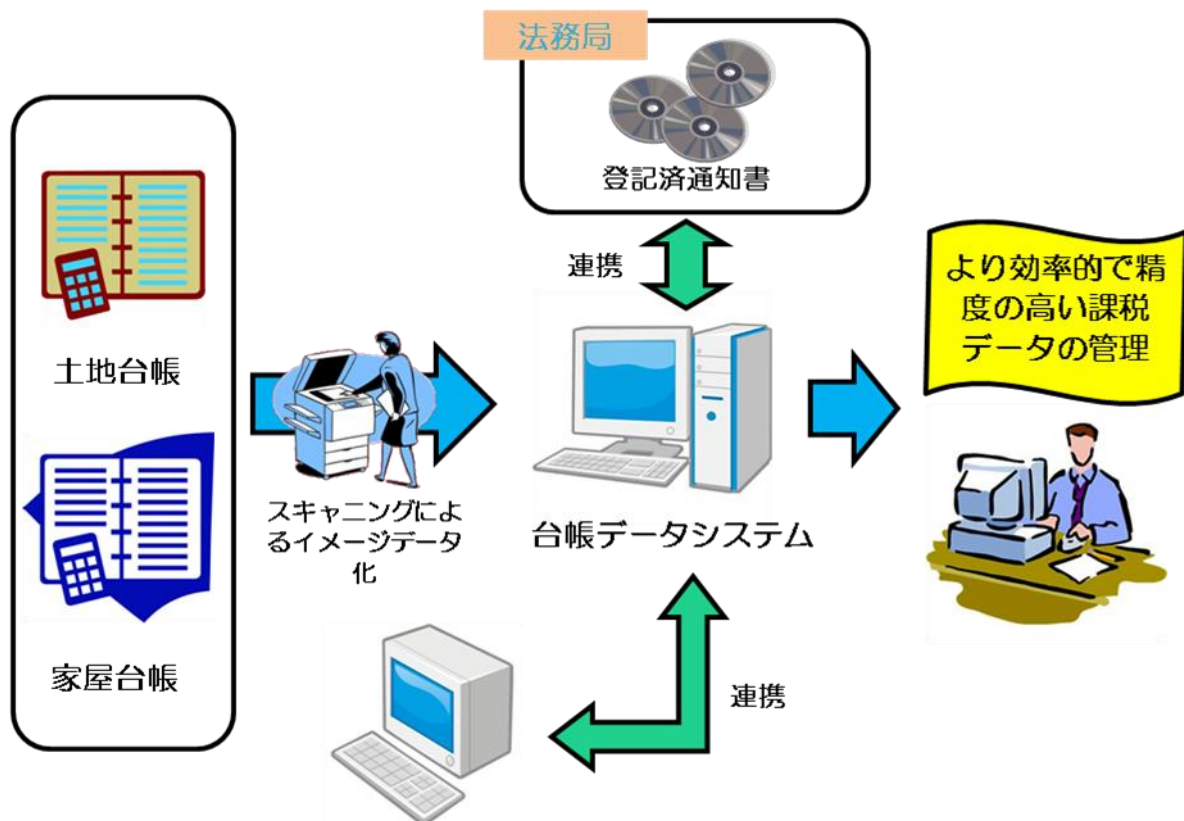 法務局
登記済通知書
連携
より効率的で精
度の高い課税
データの管理
土地台帳
スキャニングによ
るイメージデータ
化
台帳データシステム
家屋台帳
連携